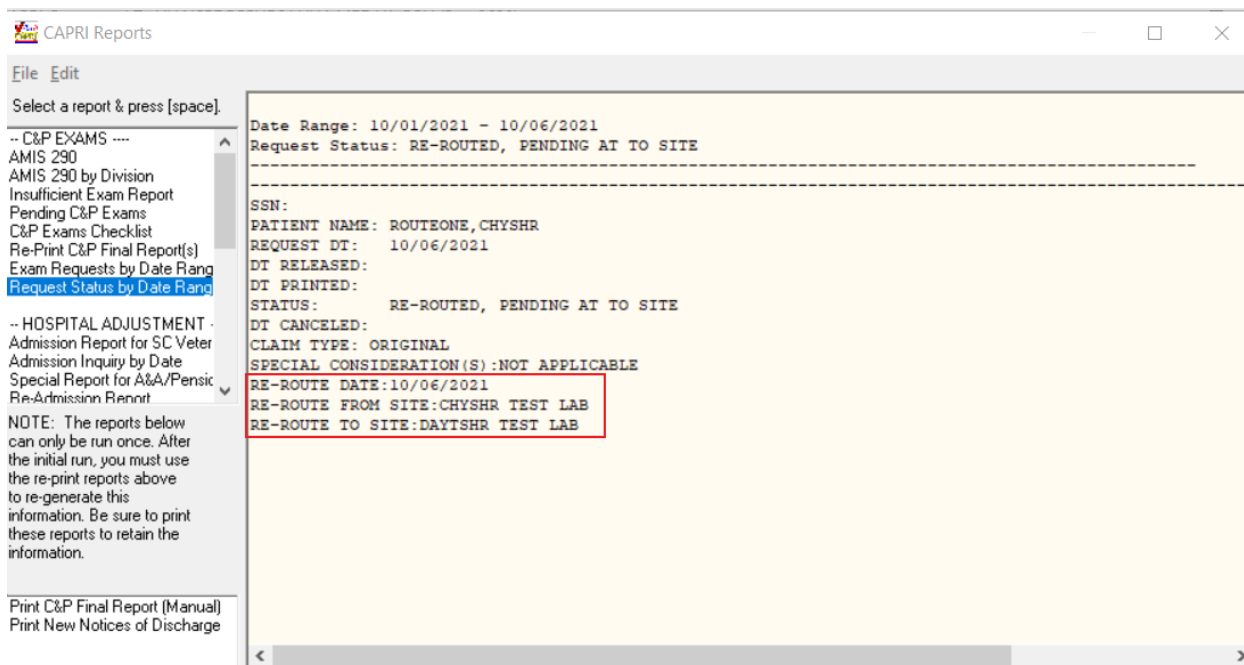 CAPRI Reports
File Edit
Select a report & press [space].
-- C&P EXAMS ----
AMIS 290
AMIS 290 by Division
Insufficient Exam Report
Pending C&P Exams
C&P Exams Checklist
Re-Print C&P Final Report(s)
Exam Requests by Date Rang
Request Status by Date Rang
-- HOSPITAL ADJUSTMENT -
Admission Report for SC Veter
Admission Inquiry by Date
Special Report for A&A/Pensic
Re-Admission Report
NOTE: The reports below
can only be run once. After
the initial run, you must use
the re-print reports above
to re-generate this
information. Be sure to print
these reports to retain the
information.
Print C&P Final Report (Manual)
Print New Notices of Discharge
Date Range: 10/01/2021 - 10/06/2021
Request Status: RE-ROUTED, PENDING AT TO SITE
SSN:
PATIENT NAME: ROUTEONE,CHYSHR
REQUEST DT: 10/06/2021
DT RELEASED:
DT PRINTED:
STATUS: RE-ROUTED, PENDING AT TO SITE
DT CANCELED:
CLAIM TYPE: ORIGINAL
SPECIAL CONSIDERATION(S):NOT APPLICABLE
RE-ROUTE DATE:10/06/2021
RE-ROUTE FROM SITE:CHYSHR TEST LAB
RE-ROUTE TO SITE:DAYTSHR TEST LAB